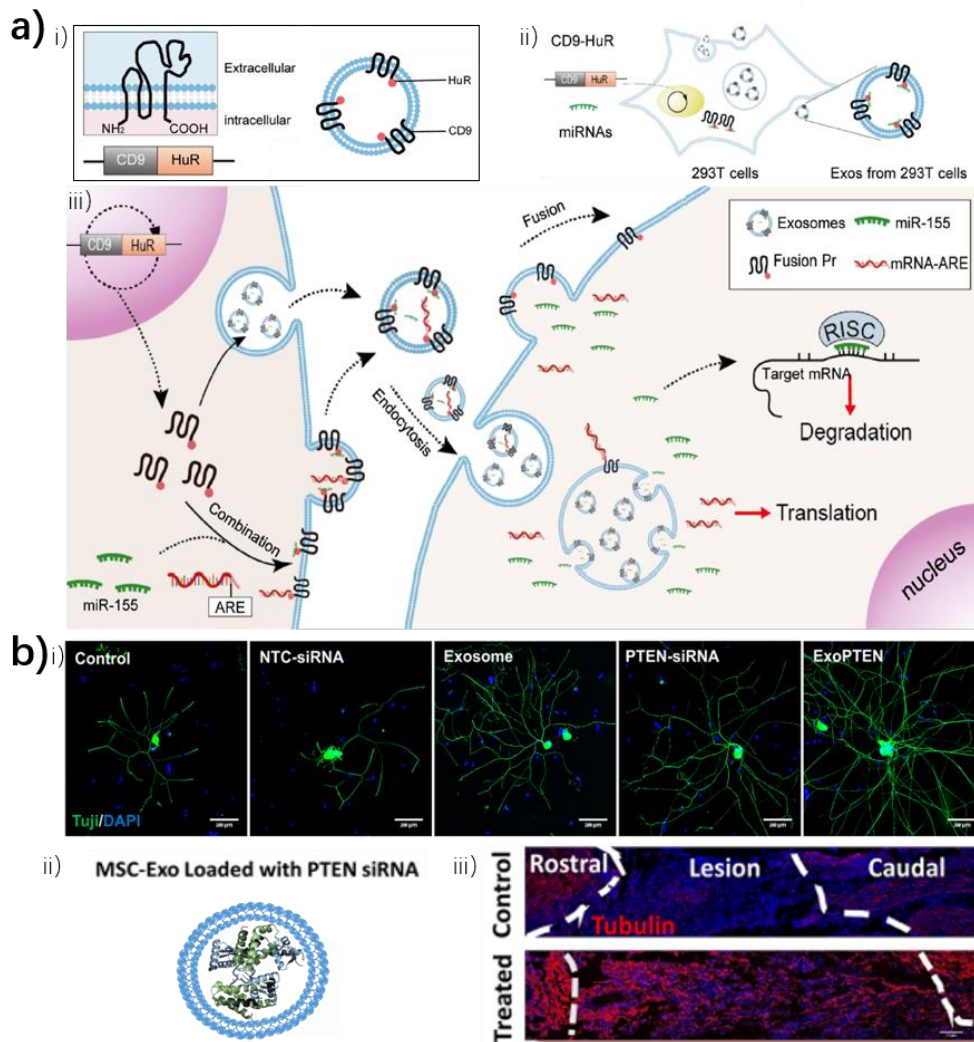 a) i)
Extracellular
intracellular
NH2 COOH
CD9 HuR
HuR
CD9
ii)
CD9-HuR
CD9 HuR
miRNAs
293T cells
Exos from 293T cells
iii)
CD9 HuR
Combination
miR-155
ARE
Endocytosis
Fusion
Exosomes miR-155
Fusion Pr mRNA-ARE
RISC
Target mRNA
Degradation
Translation
nucleus
b) i)
Control
NTC-siRNA
Exosome
PTEN-siRNA
ExoPTEN
Tuji/DAPI
ii)
MSC-Exo Loaded with PTEN siRNA
iii)
Control
Rostral Lesion Caudal
Tubulin
Treated